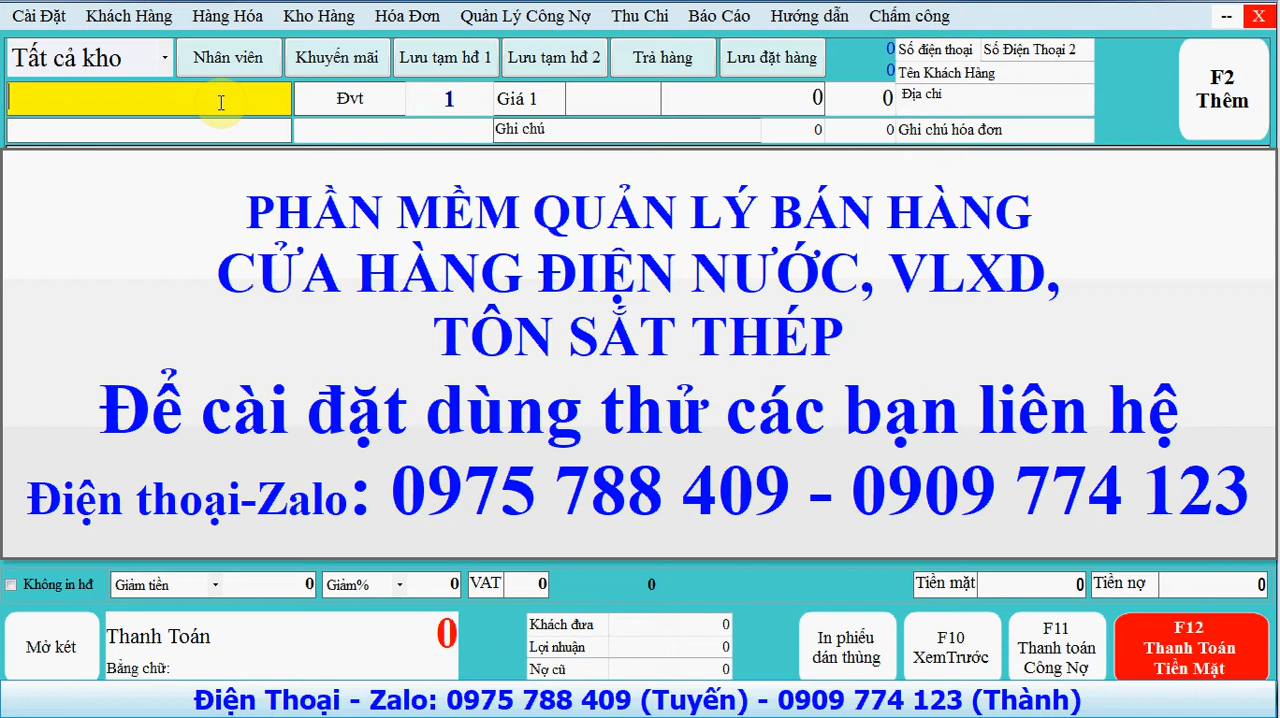 Cài Đặt Khách Hàng Hàng Hóa Kho Hàng Hóa Đơn Quản Lý Công Nợ Thu Chi Báo Cáo Hướng dẫn Chấm công -- X
Tất cả kho Nhân viên Khuyến mãi Lưu tạm hđ 1 Lưu tạm hđ 2 Trả hàng Lưu đặt hàng 0 Số điện thoại Số Điện Thoại 2
0 Tên Khách Hàng
F2
Thêm
Đvt 1 Giá 1 0 0 Địa chỉ
Ghi chú 0 0 Ghi chú hóa đơn
PHẦN MỀM QUẢN LÝ BÁN HÀNG
CỬA HÀNG ĐIỆN NƯỚC, VLXD,
TÔN SẮT THÉP
Để cài đặt dùng thử các bạn liên hệ
Điện thoại-Zalo: 0975 788 409 - 0909 774 123
Không in hđ Giảm tiền 0 Giảm% 0 VAT 0 0 Tiền mặt 0 Tiền nợ 0
Mở két
Thanh Toán 0
Bằng chữ:
Khách đưa 0
Lợi nhuận 0
Nợ cũ 0
In phiếu
dán thùng
F10
XemTrước
F11
Thanh toán
Công Nợ
F12
Thanh Toán
Tiền Mặt
Điện Thoại - Zalo: 0975 788 409 (Tuyến) - 0909 774 123 (Thành)